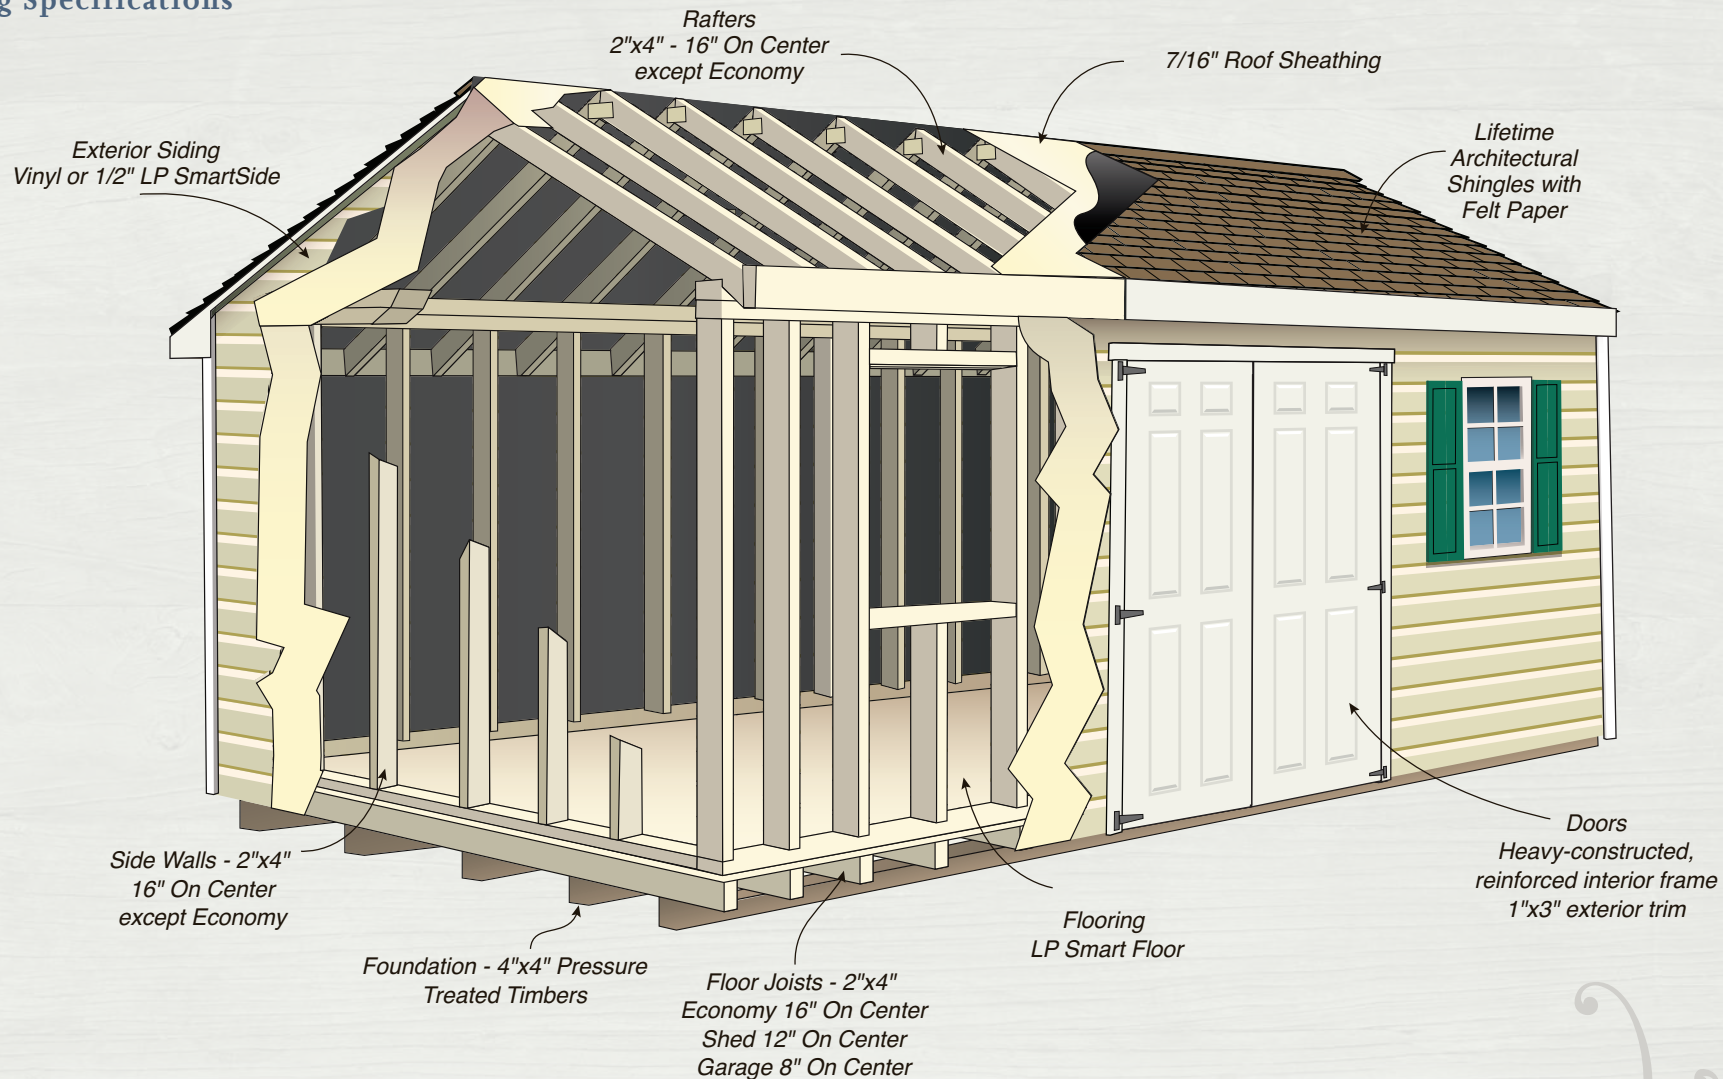 g Specifications
Rafters
2"x4" - 16" On Center
except Economy
7/16" Roof Sheathing
Lifetime
Architectural
Shingles with
Felt Paper
Exterior Siding
Vinyl or 1/2" LP SmartSide
Side Walls - 2"x4"
16" On Center
except Economy
Foundation - 4"x4" Pressure
Treated Timbers
Floor Joists - 2"x4"
Economy 16" On Center
Shed 12" On Center
Garage 8" On Center
Flooring
LP Smart Floor
Doors
Heavy-constructed,
reinforced interior frame
1"x3" exterior trim